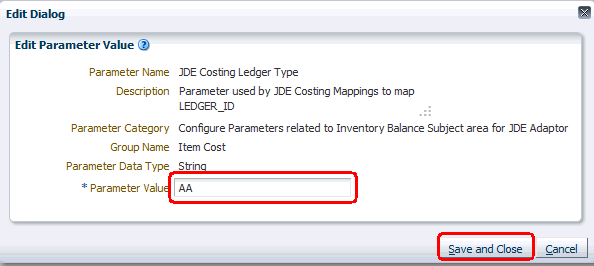 Edit Dialog
Edit Parameter Value
Parameter Name JDE Costing Ledger Type
Description Parameter used by JDE Costing Mappings to map
LEDGER_ID
Parameter Category Configure Parameters related to Inventory Balance Subject area for JDE Adaptor
Group Name Item Cost
Parameter Data Type String
* Parameter Value AA
Save and Close Cancel